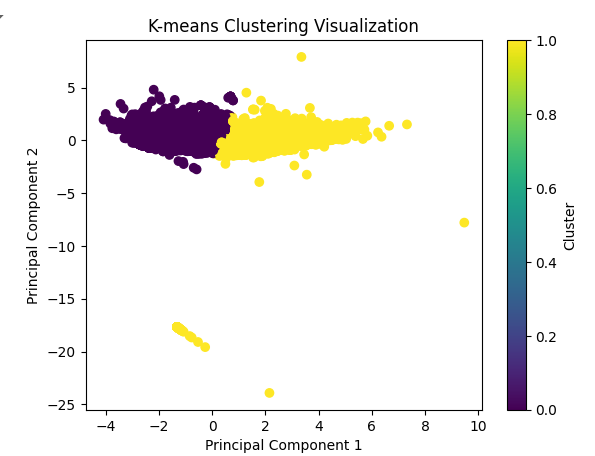 K-means Clustering Visualization
1.0
5
0.8
0
0.6
−5
Principal Component 2
Cluster
−10
0.4
−15
0.2
−20
−25
0.0
−4 −2 0 2 4 6 8 10
Principal Component 1